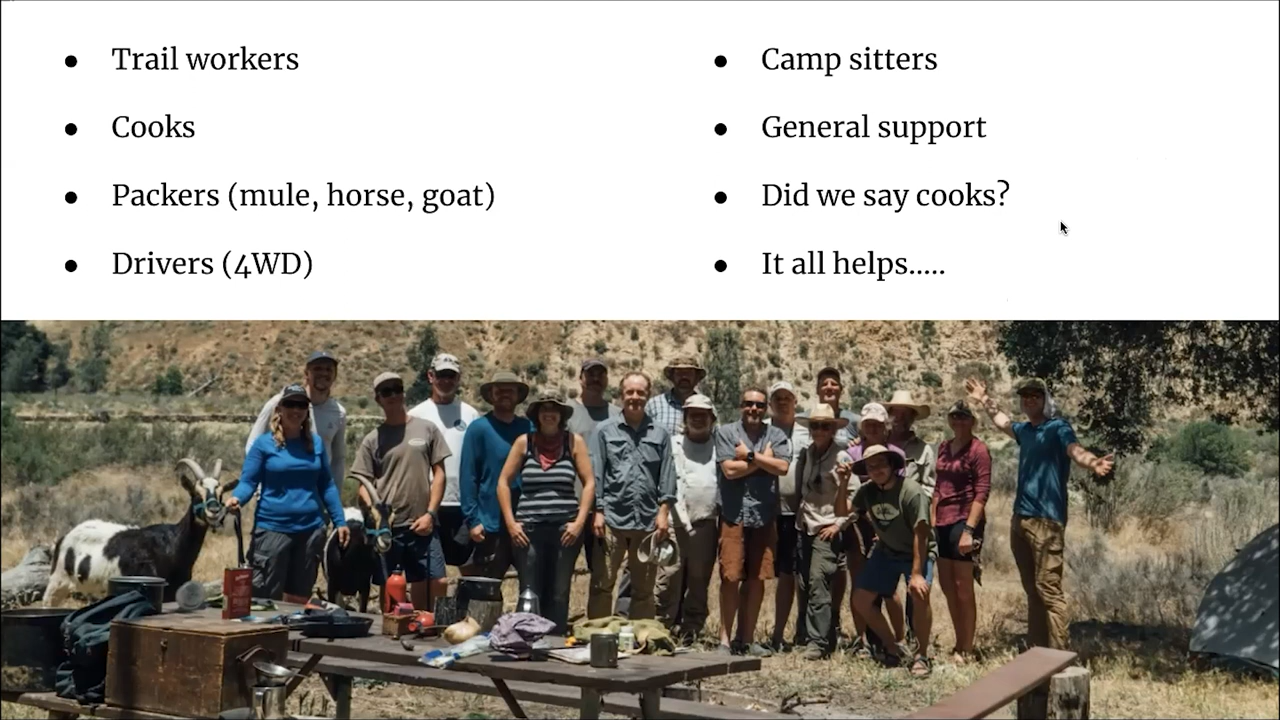 ● Trail workers
● Cooks
● Packers (mule, horse, goat)
● Drivers (4WD)
● Camp sitters
● General support
● Did we say cooks?
● It all helps.....